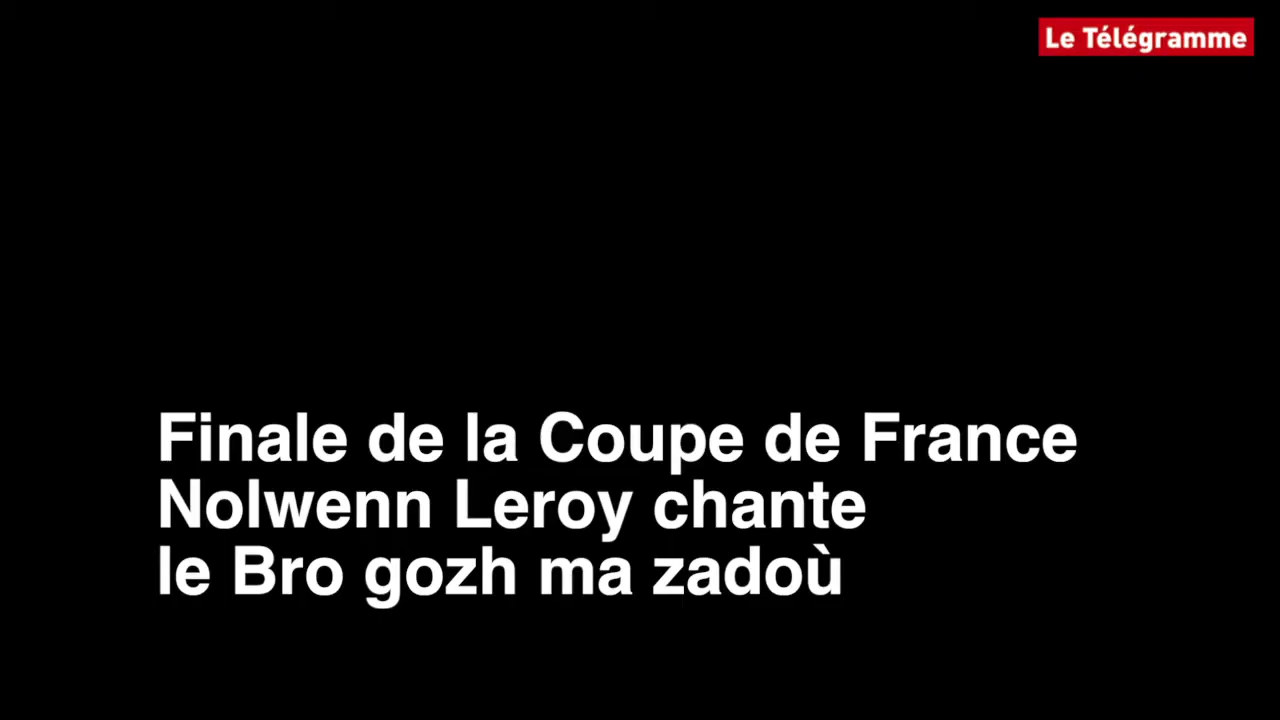 Le Télégramme
Finale de la Coupe de France
Nolwenn Leroy chante
le Bro gozh ma zadoù